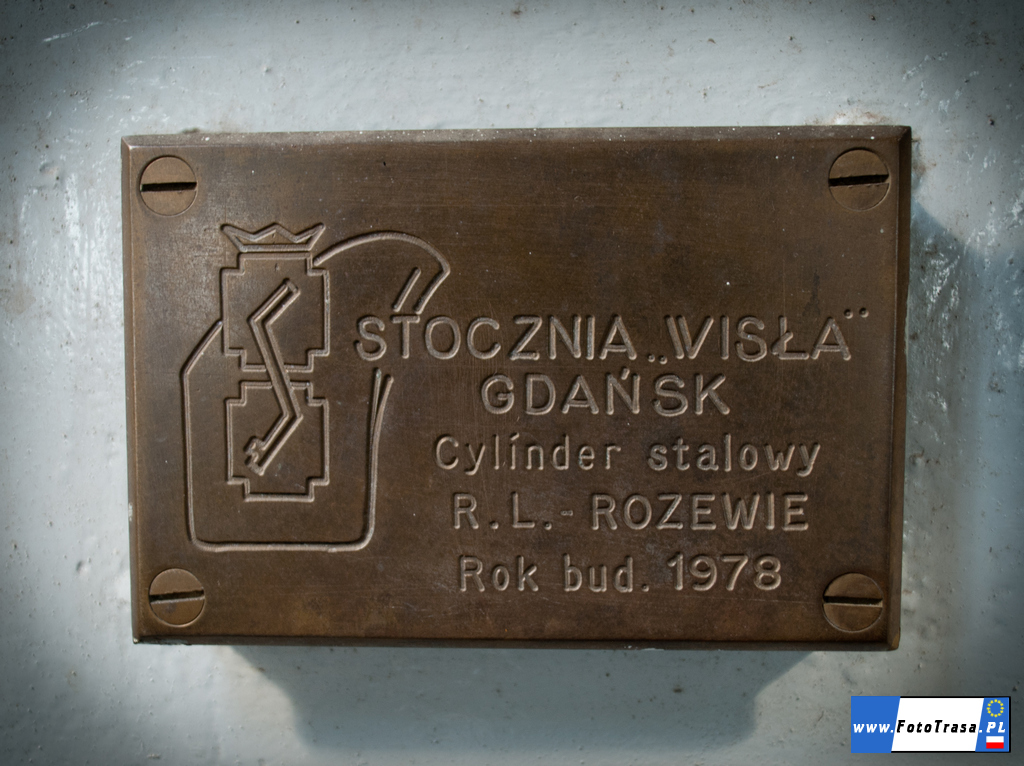 STOCZNIA „WISŁA"
GDAŃSK
Cylinder stalowy
R.L.- ROZEWIE
Rok bud. 1978
www.FotoTrasa.PL